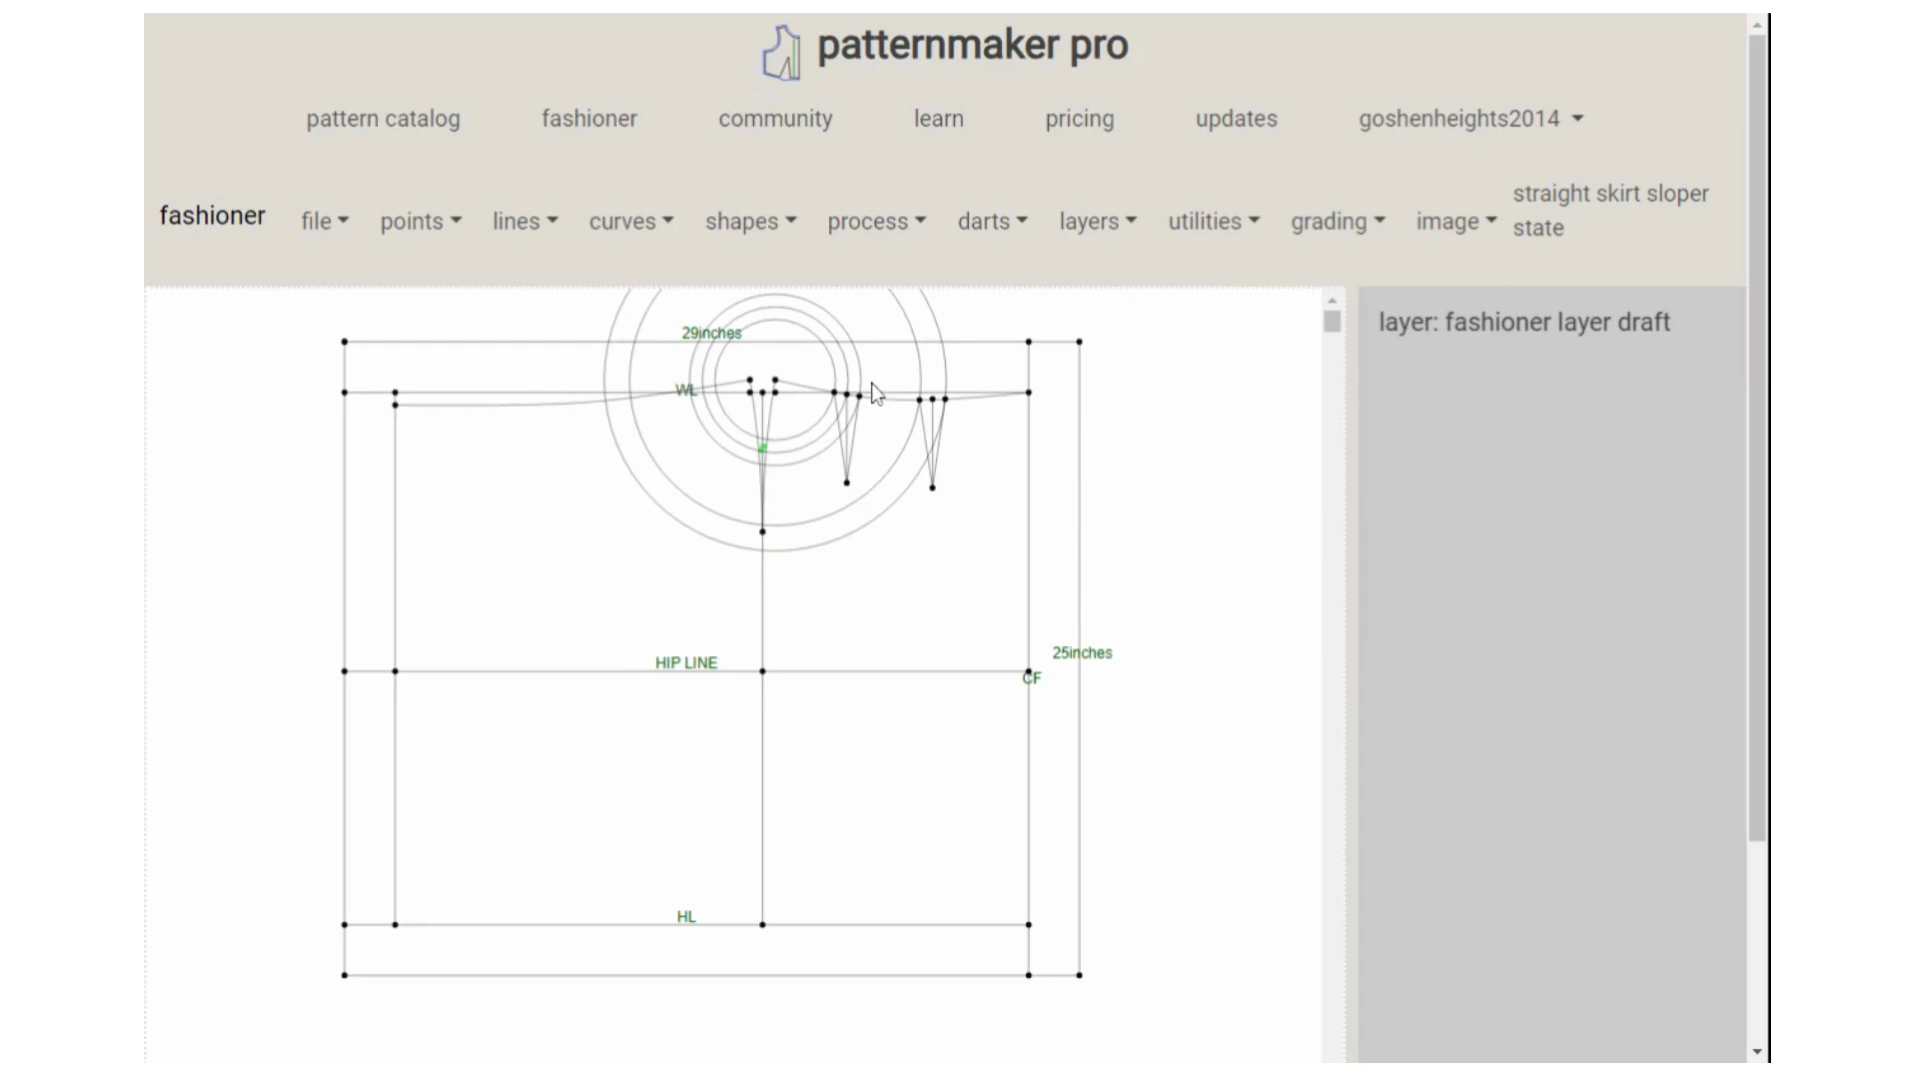 patternmaker pro
pattern catalog fashioner community learn pricing updates goshenheights2014
fashioner file points lines curves shapes process darts layers utilities grading image straight skirt sloper state
layer: fashioner layer draft
29inches
WL
HIP LINE
25inches
CF
HL